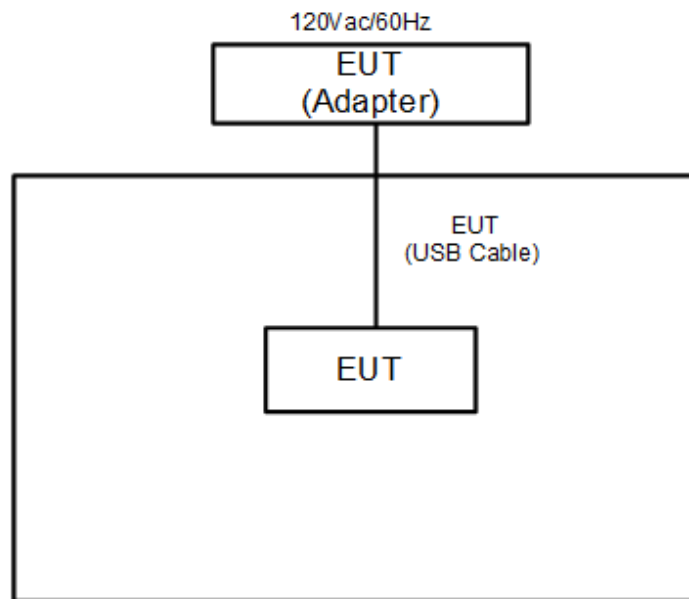 120Vac/60Hz
EUT
(Adapter)
EUT
(USB Cable)
EUT